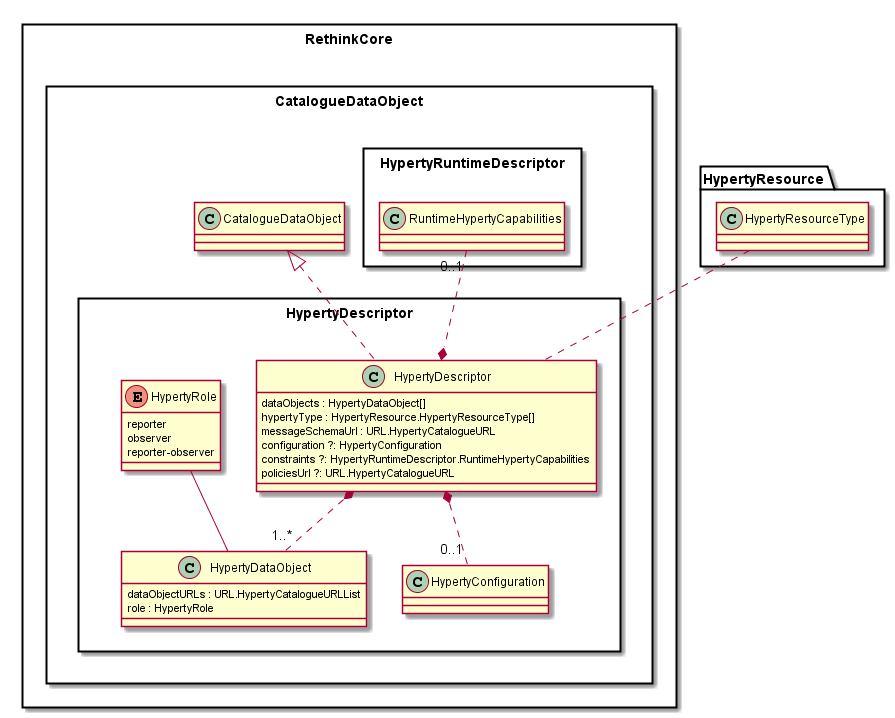 RethinkCore
CatalogueDataObject
HypertyRuntimeDescriptor
HypertyResource
C CatalogueDataObject
C RuntimeHypertyCapabilities
C HypertyResourceType
0..1
HypertyDescriptor
C HypertyDescriptor
dataObjects : HypertyDataObject[]
hypertyType : HypertyResource.HypertyResourceType[]
messageSchemaUrl : URL.HypertyCatalogueURL
configuration ?: HypertyConfiguration
constraints ?: HypertyRuntimeDescriptor.RuntimeHypertyCapabilities
policiesUrl ?: URL.HypertyCatalogueURL
E HypertyRole
reporter
observer
reporter-observer
1..*
0..1
C HypertyDataObject
dataObjectURLs : URL.HypertyCatalogueURLList
role : HypertyRole
C HypertyConfiguration